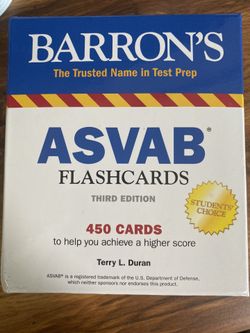 BARRON'S
The Trusted Name in Test Prep
ASVAB®
FLASHCARDS
THIRD EDITION
450 CARDS
to help you achieve a higher score
STUDENTS'
CHOICE
Terry L. Duran
ASVAB® is a registered trademark of the U.S. Department of Defense,
which neither sponsors nor endorses this product.